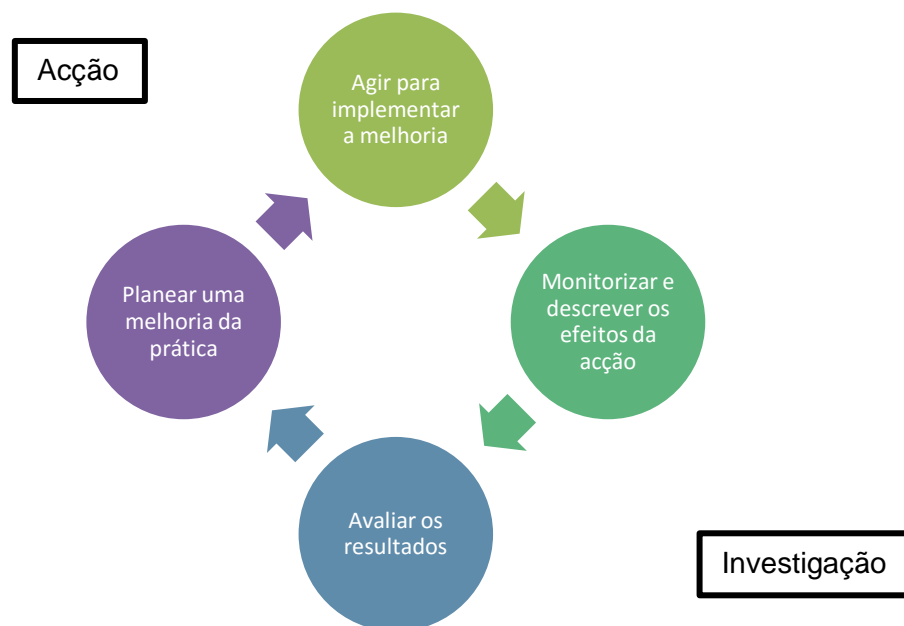 Acção
Agir para
implementar
a melhoria
Planear uma
melhoria da
prática
Monitorizar e
descrever os
efeitos da
acção
Avaliar os
resultados
Investigação